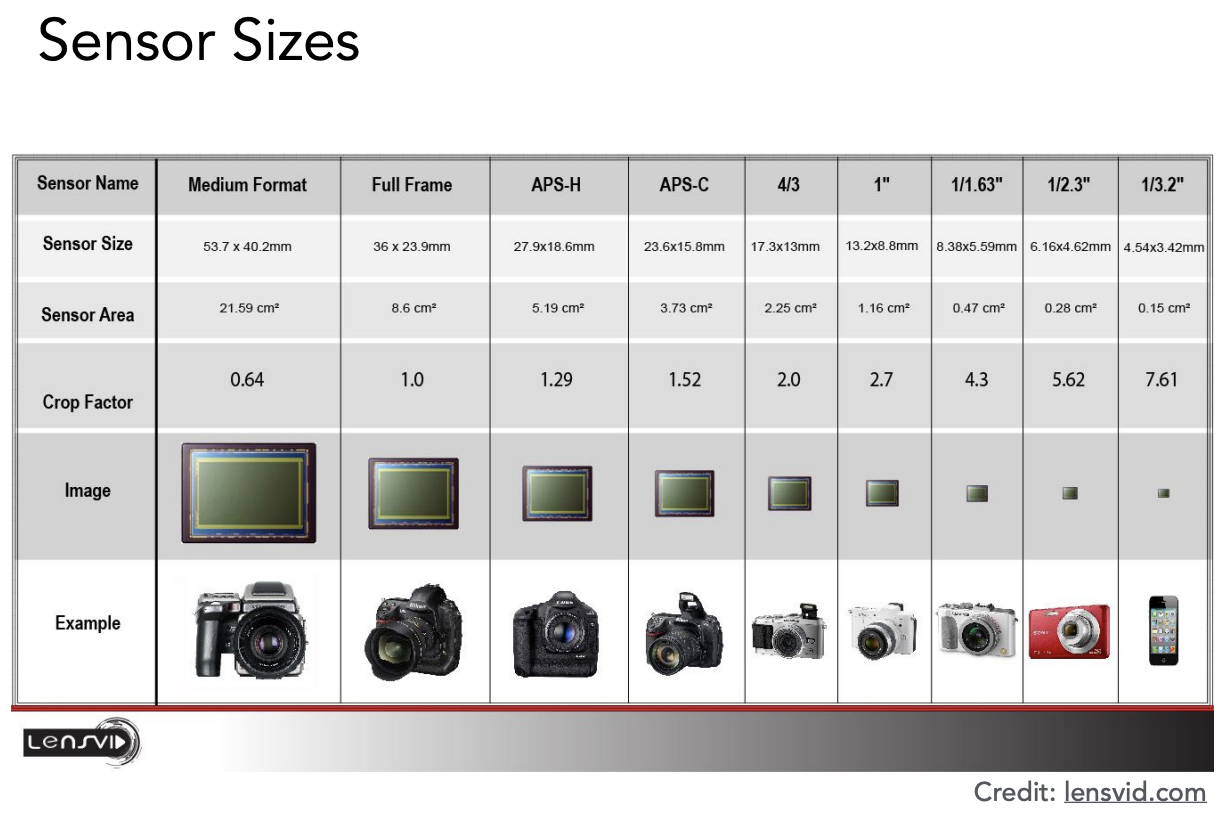 Sensor Sizes
Sensor Name Medium Format Full Frame APS-H APS-C 4/3 1" 1/1.63" 1/2.3" 1/3.2"
Sensor Size 53.7 x 40.2mm 36 x 23.9mm 27.9x18.6mm 23.6x15.8mm 17.3x13mm 13.2x8.8mm 8.38x5.59mm 6.16x4.62mm 4.54x3.42mm
Sensor Area 21.59 cm² 8.6 cm² 5.19 cm² 3.73 cm² 2.25 cm² 1.16 cm² 0.47 cm² 0.28 cm² 0.15 cm²
Crop Factor 0.64 1.0 1.29 1.52 2.0 2.7 4.3 5.62 7.61
Image
Example
LENSVID
Credit: lensvid.com